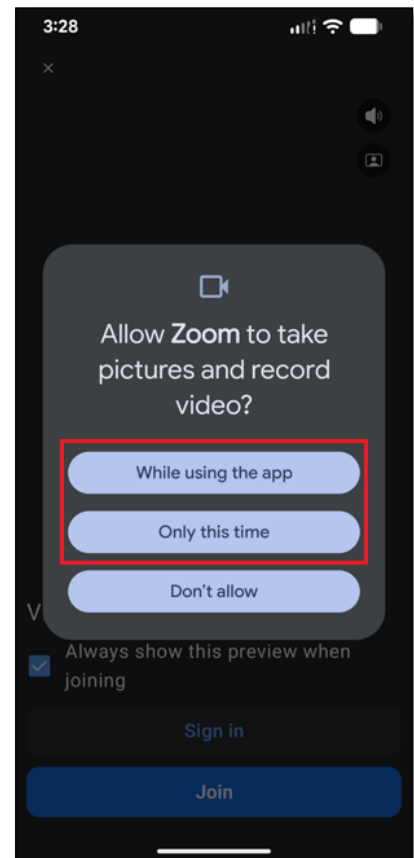 3:28
Allow Zoom to take
pictures and record
video?
While using the app
Only this time
Don't allow
V
Always show this preview when
joining
Sign in
Join